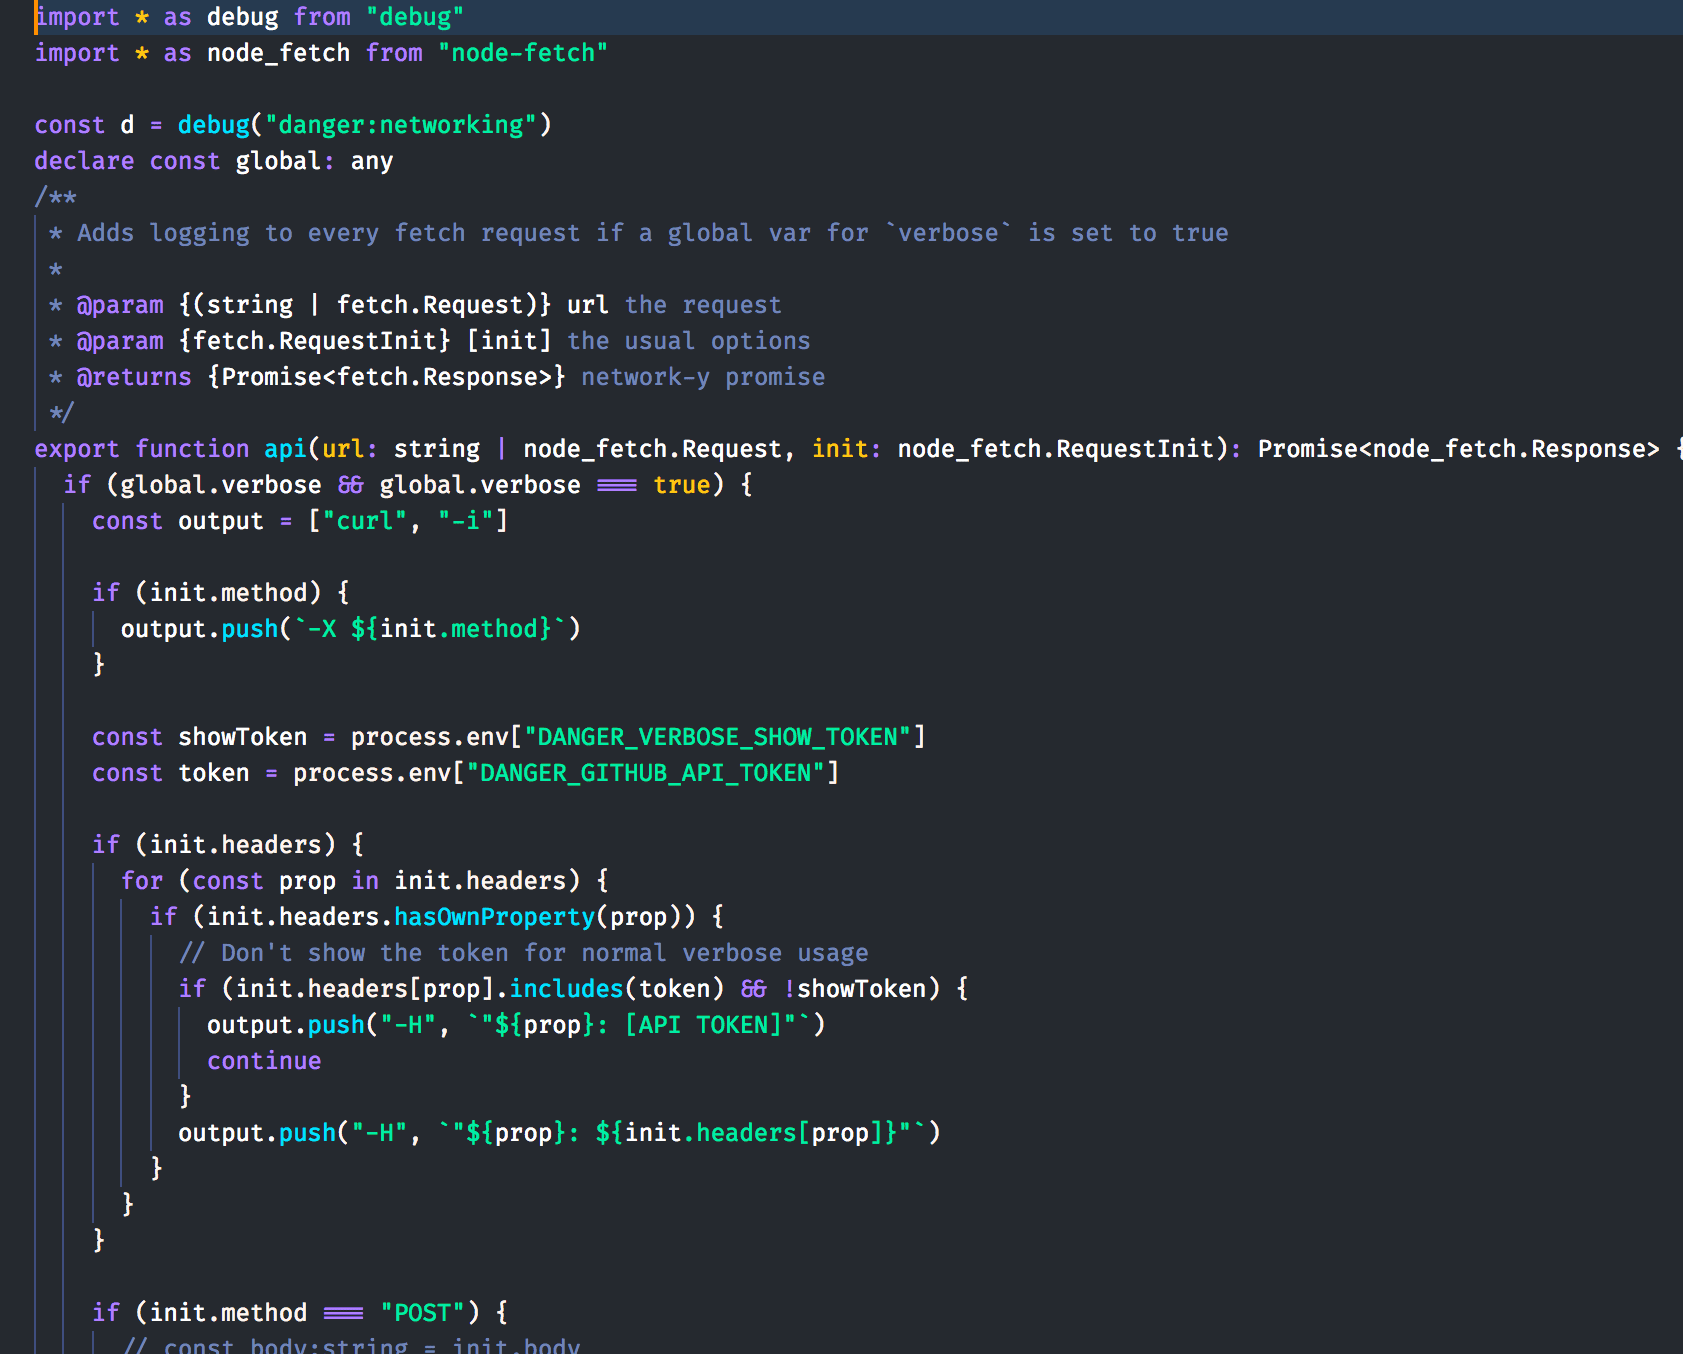 import * as debug from "debug"
import * as node_fetch from "node-fetch"
const d = debug("danger:networking")
declare const global: any
/**
* Adds logging to every fetch request if a global var for `verbose` is set to true
*
* @param {(string | fetch.Request)} url the request
* @param {fetch.RequestInit} [init] the usual options
* @returns {Promise<fetch.Response>} network-y promise
*/
export function api(url: string | node_fetch.Request, init: node_fetch.RequestInit): Promise<node_fetch.Response> {
if (global.verbose && global.verbose === true) {
const output = ["curl", "-i"]
if (init.method) {
output.push(`-X ${init.method}`)
}
const showToken = process.env["DANGER_VERBOSE_SHOW_TOKEN"]
const token = process.env["DANGER_GITHUB_API_TOKEN"]
if (init.headers) {
for (const prop in init.headers) {
if (init.headers.hasOwnProperty(prop)) {
// Don't show the token for normal verbose usage
if (init.headers[prop].includes(token) && !showToken) {
output.push("-H", `"${prop}: [API TOKEN]"`)
continue
}
output.push("-H", `"${prop}: ${init.headers[prop]}"`)
}
}
}
if (init.method === "POST") {
// const body:string = init.body